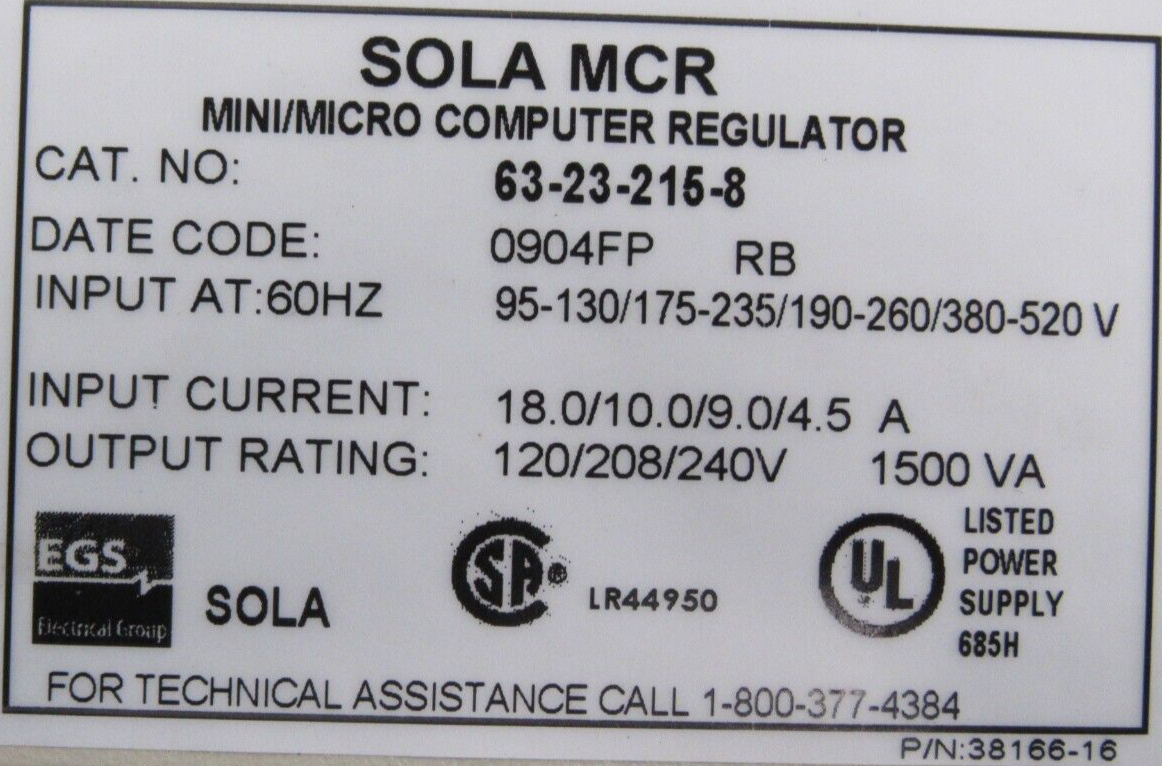 SOLA MCR
MINI/MICRO COMPUTER REGULATOR
CAT. NO: 63-23-215-8
DATE CODE: 0904FP RB
INPUT AT:60HZ 95-130/175-235/190-260/380-520 V
INPUT CURRENT: 18.0/10.0/9.0/4.5 A
OUTPUT RATING: 120/208/240V 1500 VA
EGS
Electrical Group
SOLA
SA ®
LR44950
UL
LISTED
POWER
SUPPLY
685H
FOR TECHNICAL ASSISTANCE CALL 1-800-377-4384
P/N:38166-16